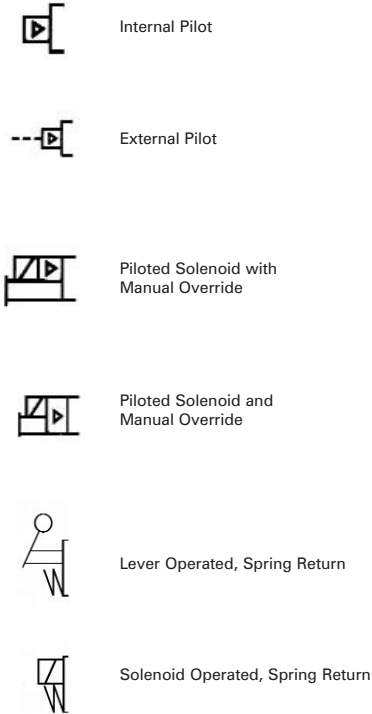 Internal Pilot
External Pilot
Piloted Solenoid with
Manual Override
Piloted Solenoid and
Manual Override
Lever Operated, Spring Return
Solenoid Operated, Spring Return